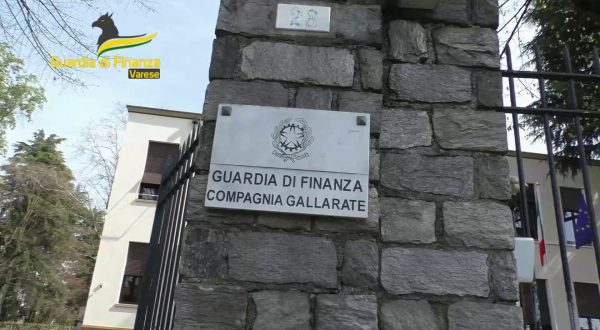 28
Guardia di Finanza
Varese
GUARDIA DI FINANZA
COMPAGNIA GALLARATE